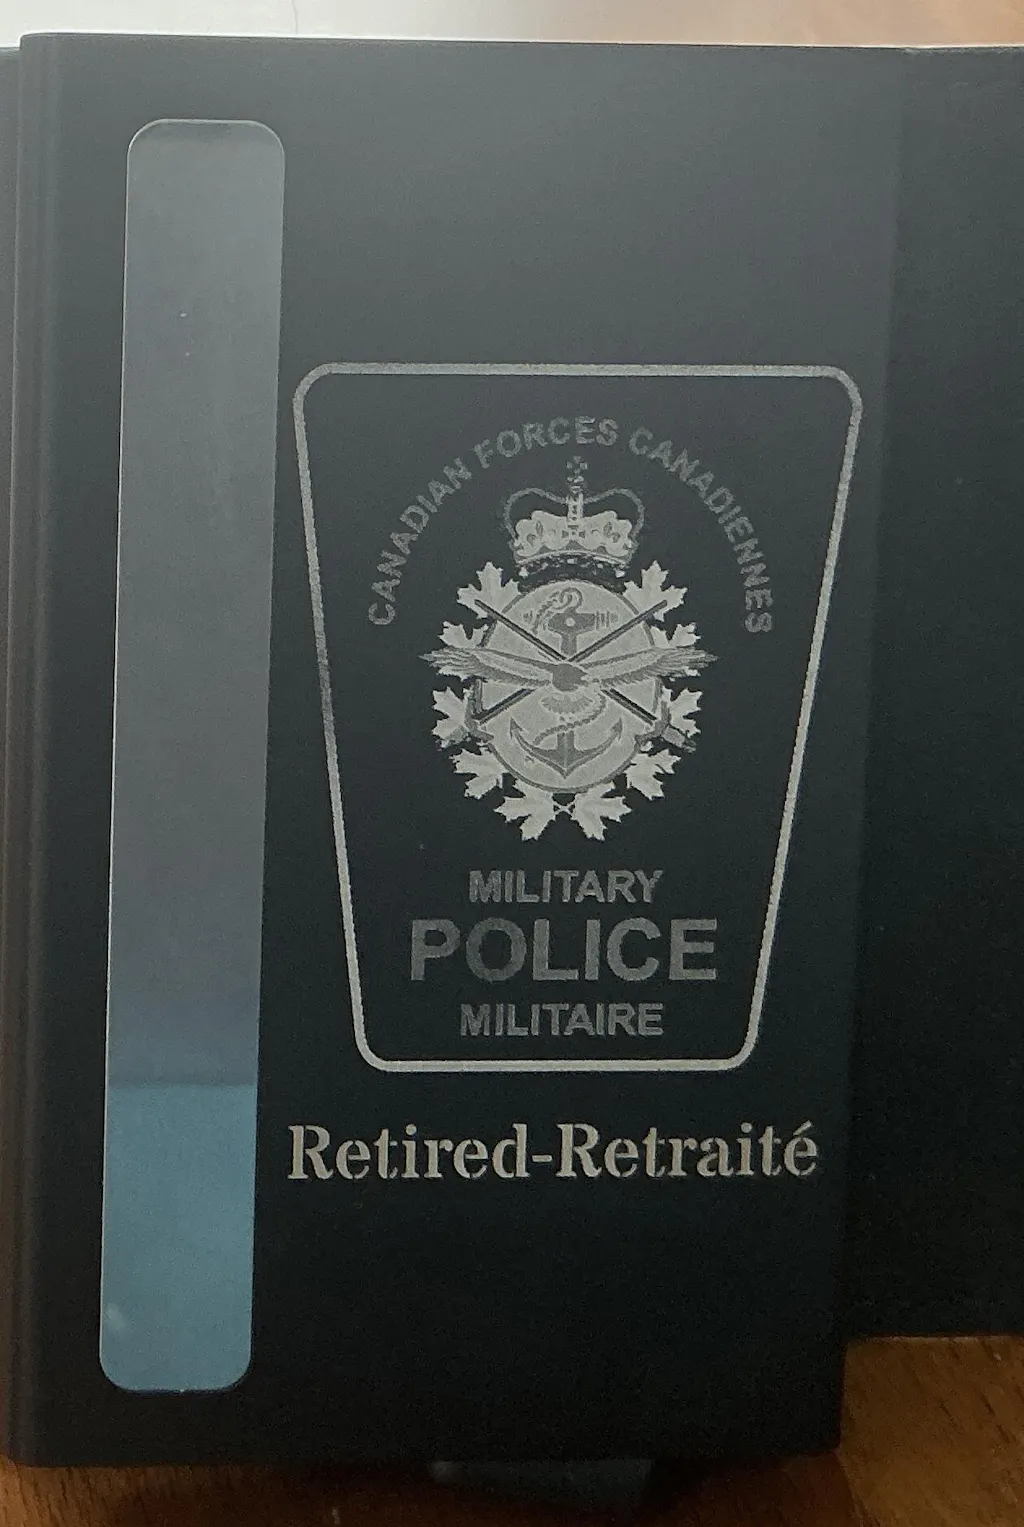 CANADIAN FORCES CANADIENNES
MILITARY
POLICE
MILITAIRE
Retired-Retraité